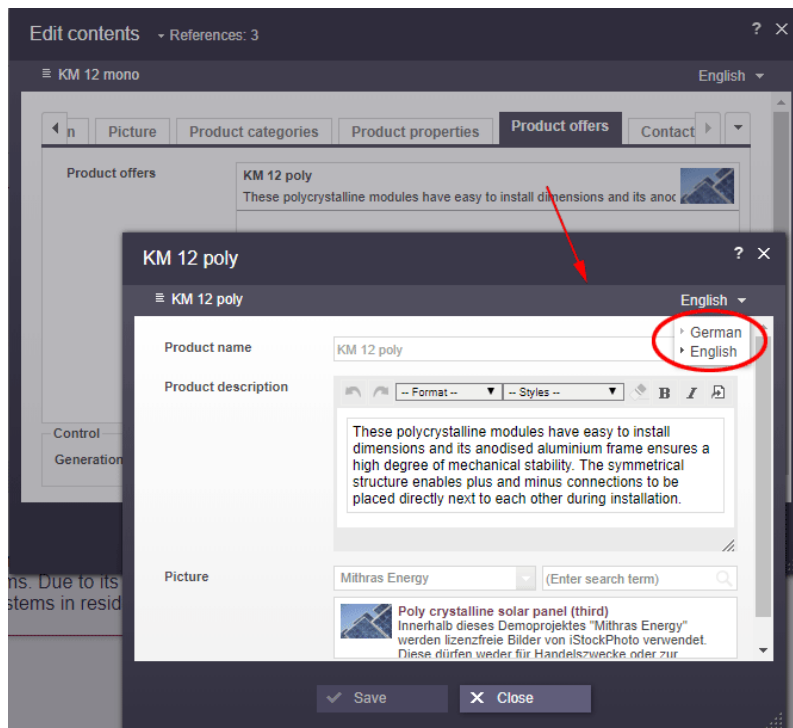 Edit contents References: 3 ?
KM 12 mono English
n Picture Product categories Product properties Product offers Contact
Product offers
KM 12 poly
These polycrystalline modules have easy to install dimensions and its anoc
KM 12 poly ?
KM 12 poly English
German
English
Product name KM 12 poly
Product description
-- Format -- -- Styles -- B I
These polycrystalline modules have easy to install
dimensions and its anodised aluminium frame ensures a
high degree of mechanical stability. The symmetrical
structure enables plus and minus connections to be
placed directly next to each other during installation.
Control
Generation
ms. Due to its
stems in resid
Picture Mithras Energy (Enter search term)
Poly crystalline solar panel (third)
Innerhalb dieses Demoprojektes "Mithras Energy"
werden lizenzfreie Bilder von iStockPhoto verwendet.
Diese dürfen weder für Handelszwecke oder zur
Save X Close